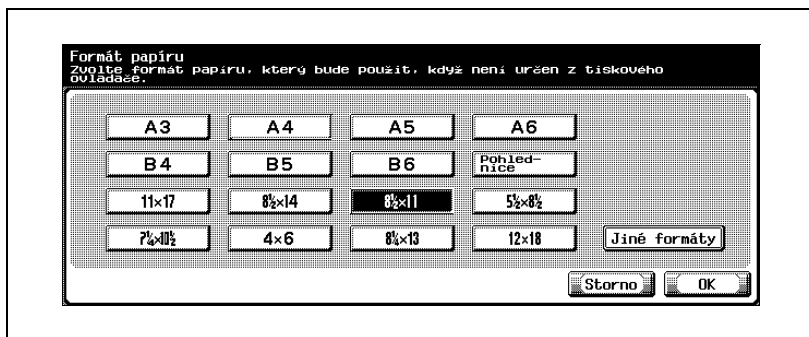 Formát papíru
Zvolte formát papíru, který bude použit, když není určen z tiskového
ovladače.
A3 A4 A5 A6
B4 B5 B6 Pohled-
nice
11×17 8½×14 8½×11 5½×8½
7¼×10½ 4×6 8¼×13 12×18 Jiné formáty
Storno OK